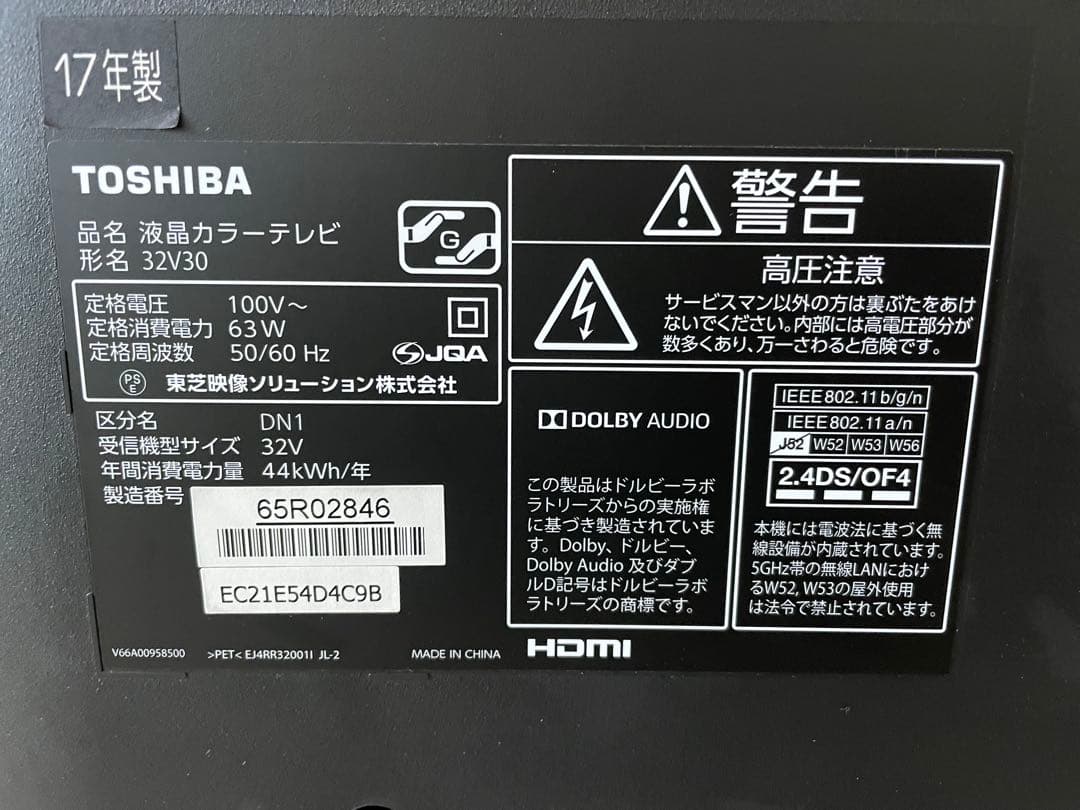 17年製
TOSHIBA
品名 液晶カラーテレビ
形名 32V30
G
定格電圧 100V～
定格消費電力 63W
定格周波数 50/60 Hz
JQA
PS
E
東芝映像ソリューション株式会社
区分名 DN1
受信機型サイズ 32V
年間消費電力量 44kWh/年
製造番号
65R02846
EC21E54D4C9B
V66A00958500 >PET< EJ4RR32001I JL-2 MADE IN CHINA
警告
高圧注意
サービスマン以外の方は裏ぶたをあけ
ないでください。内部には高電圧部分が
数多くあり、万一さわると危険です。
DOLBY AUDIO
この製品はドルビーラボ
ラトリーズからの実施権
に基づき製造されていま
す。Dolby、ドルビー、
Dolby Audio 及びダブ
ルD記号はドルビーラボ
ラトリーズの商標です。
HDMI
IEEE802.11b/g/n
IEEE802.11a/n
J52 W52 W53 W56
2.4DS/OF4
本機には電波法に基づく無
線設備が内蔵されています。
5GHz帯の無線LANにおけ
るW52, W53の屋外使用
は法令で禁止されています。